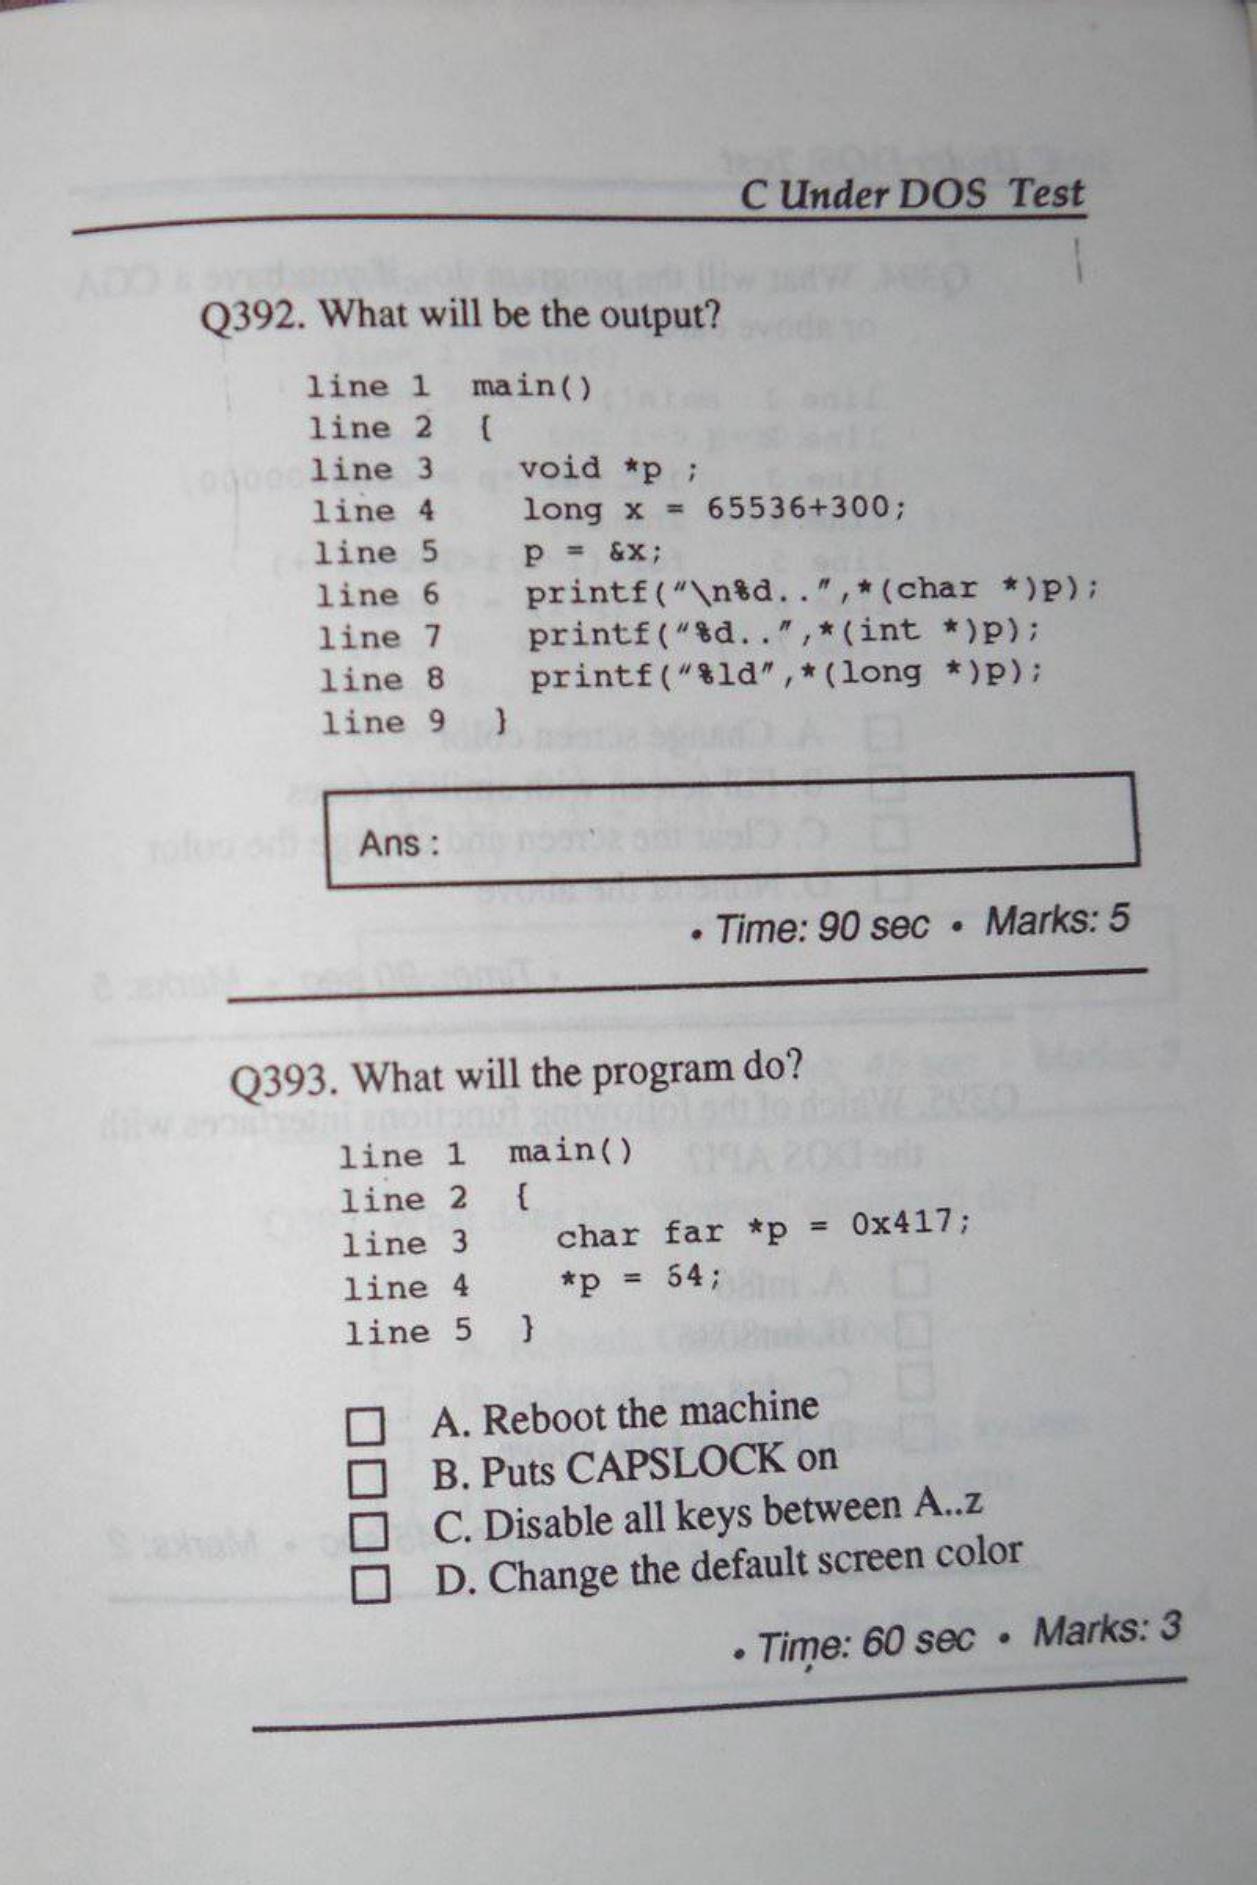 C Under DOS Test
Q392. What will be the output?
line 1 main()
line 2 {
line 3 void *p ;
line 4 long x = 65536+300;
line 5 p = &x;
line 6 printf("\n%d..",*(char *)p);
line 7 printf("%d..",*(int *)p);
line 8 printf("%ld",*(long *)p);
line 9 }
Ans :
• Time: 90 sec • Marks: 5
Q393. What will the program do?
line 1 main()
line 2 {
line 3 char far *p = 0x417;
line 4 *p = 64;
line 5 }
A. Reboot the machine
B. Puts CAPSLOCK on
C. Disable all keys between A..z
D. Change the default screen color
• Time: 60 sec • Marks: 3